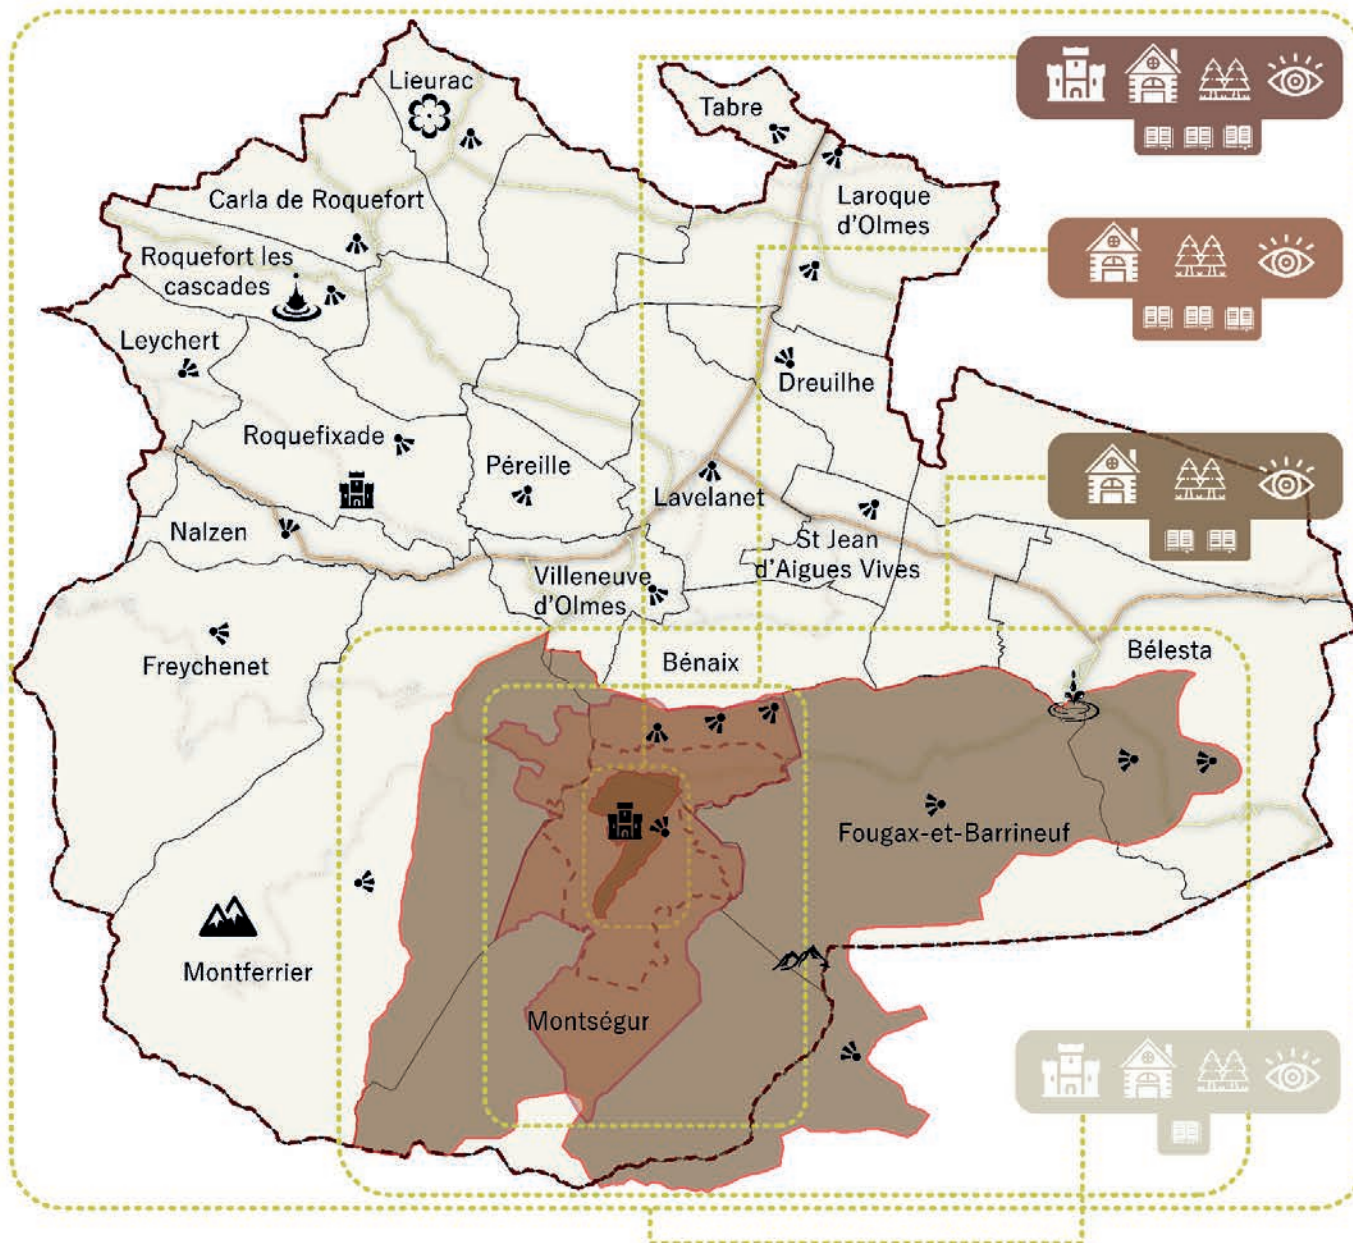 Lieurac
Tabre
Carla de Roquefort
Laroque
d'Olmes
Roquefort les
cascades
Leychert
Dreuilhe
Roquefixade
Péreille
Lavelanet
Nalzen
St Jean
d'Aigues Vives
Villeneuve
d'Olmes
Freychenet
Bénaix
Bélesta
Fougax-et-Barrineuf
Montferrier
Montségur